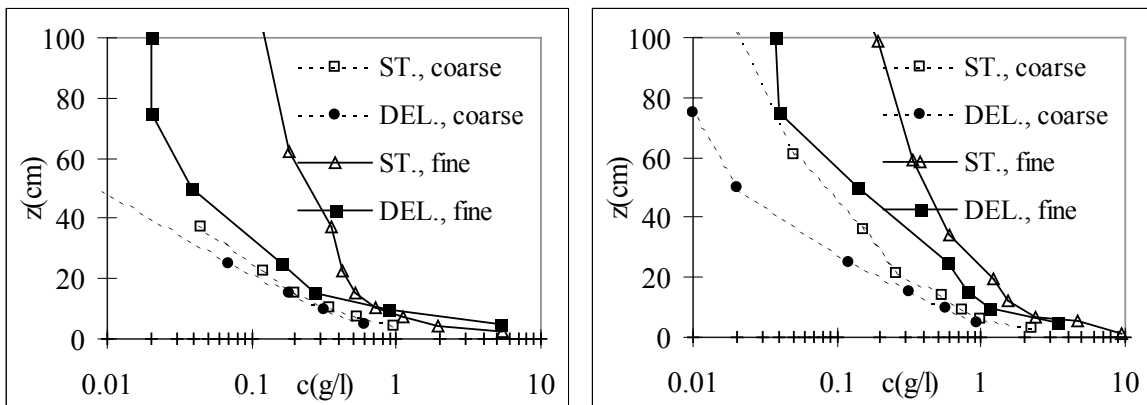 100
80
60
40
20
0
z(cm)
0.01
0.1
c(g/l)
1
10
ST., coarse
DEL., coarse
ST., fine
DEL., fine
100
80
60
40
20
0
z(cm)
0.01
0.1
c(g/l)
1
10
ST., coarse
DEL., coarse
ST., fine
DEL., fine